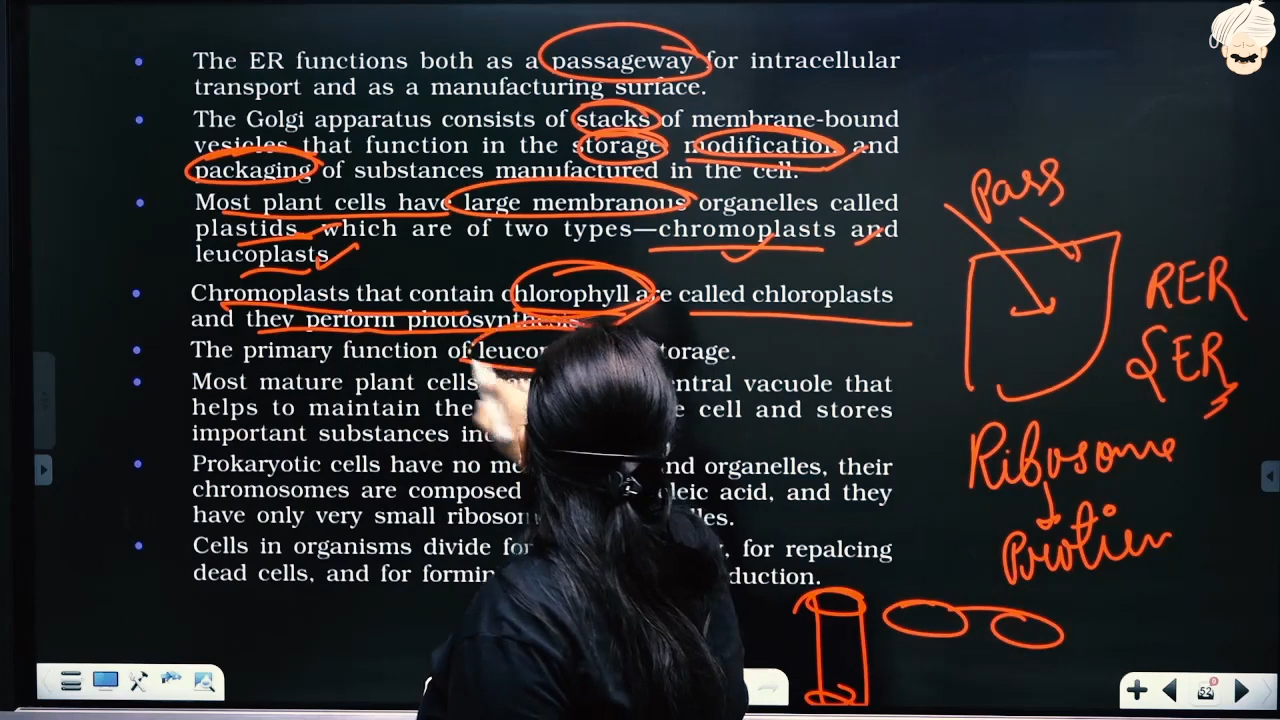 The ER functions both as a passageway for intracellular
transport and as a manufacturing surface.
The Golgi apparatus consists of stacks of membrane-bound
vesicles that function in the storage modification and
packaging of substances manufactured in the cell.
Most plant cells have large membranous organelles called
plastids, which are of two types—chromoplasts and
leucoplasts
Chromoplasts that contain chlorophyll are called chloroplasts
and they perform photosynthesis
The primary function of storage.
Most mature plant cells central vacuole that
helps to maintain the cell and stores
important substances
Prokaryotic cells have no and organelles, their
chromosomes are composed acid, and they
have only very small
Cells in organisms divide for repalcing
dead cells, and for
Pass
RER
SER
Ribosome
Protien
52